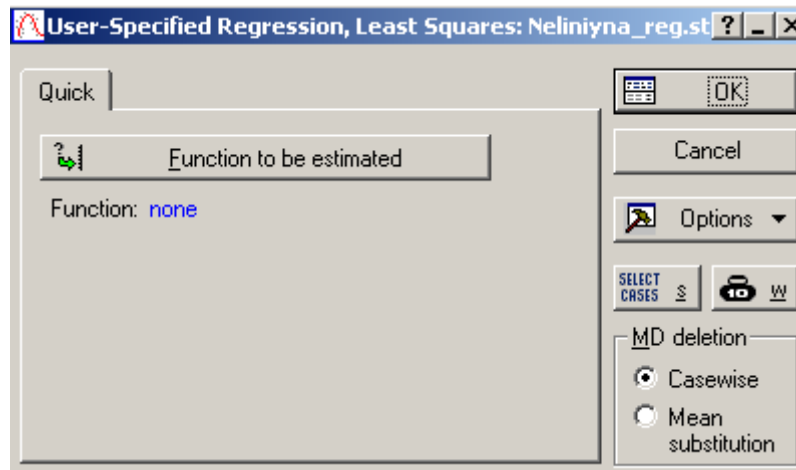 User-Specified Regression, Least Squares: Neliniyna_reg.st
Quick
Function to be estimated
Function: none
OK
Cancel
Options
SELECT CASES S
10 W
MD deletion
Casewise
Mean
substitution